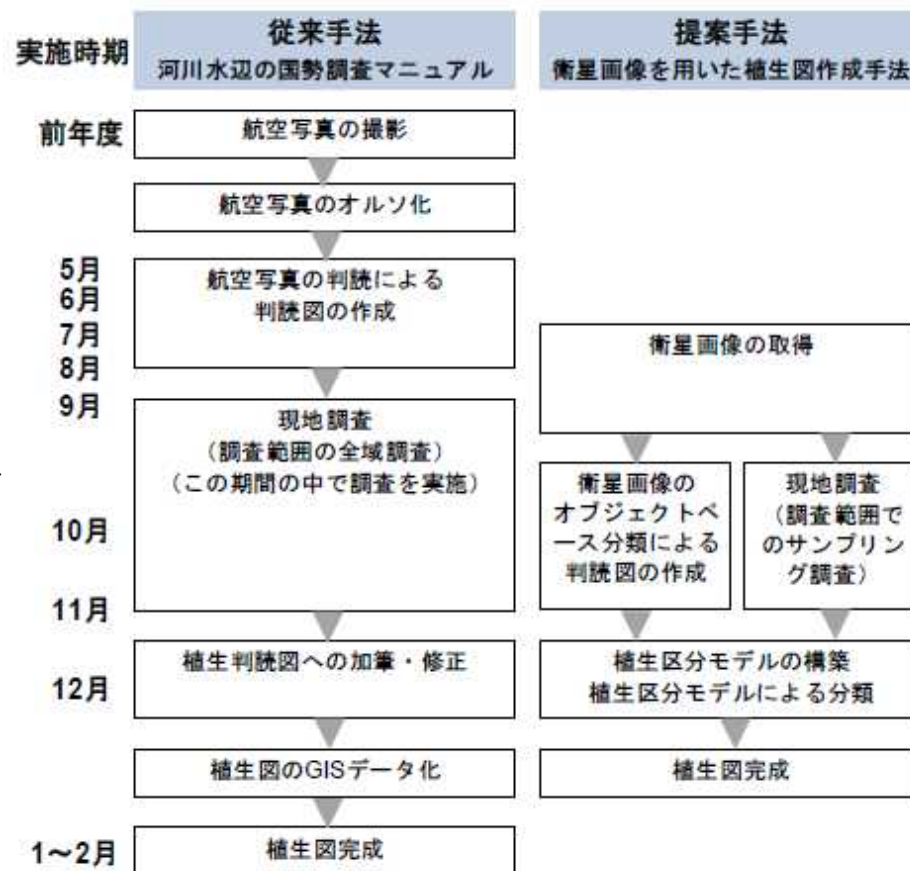 実施時期
従来手法
河川水辺の国勢調査マニュアル
提案手法
衛星画像を用いた植生図作成手法
前年度
航空写真の撮影
航空写真のオルソ化
5月
6月
7月
8月
9月
10月
11月
12月
1～2月
航空写真の判読による
判読図の作成
現地調査
（調査範囲の全域調査）
（この期間の中で調査を実施）
植生判読図への加筆・修正
植生図のGISデータ化
植生図完成
衛星画像の取得
衛星画像の
オブジェクトベ
ース分類による
判読図の作成
現地調査
（調査範囲で
のサンプリン
グ調査）
植生区分モデルの構築
植生区分モデルによる分類
植生図完成